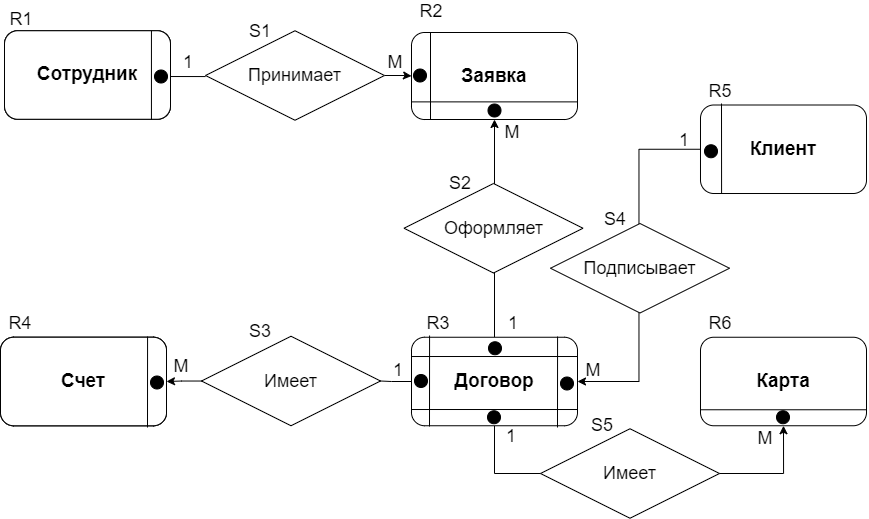 R1
Сотрудник
1
S1
Принимает
M
R2
Заявка
M
R5
Клиент
1
S2
Оформляет
S4
Подписывает
1
R3
Договор
1
M
1
R4
Счет
M
S3
Имеет
R6
Карта
M
S5
Имеет